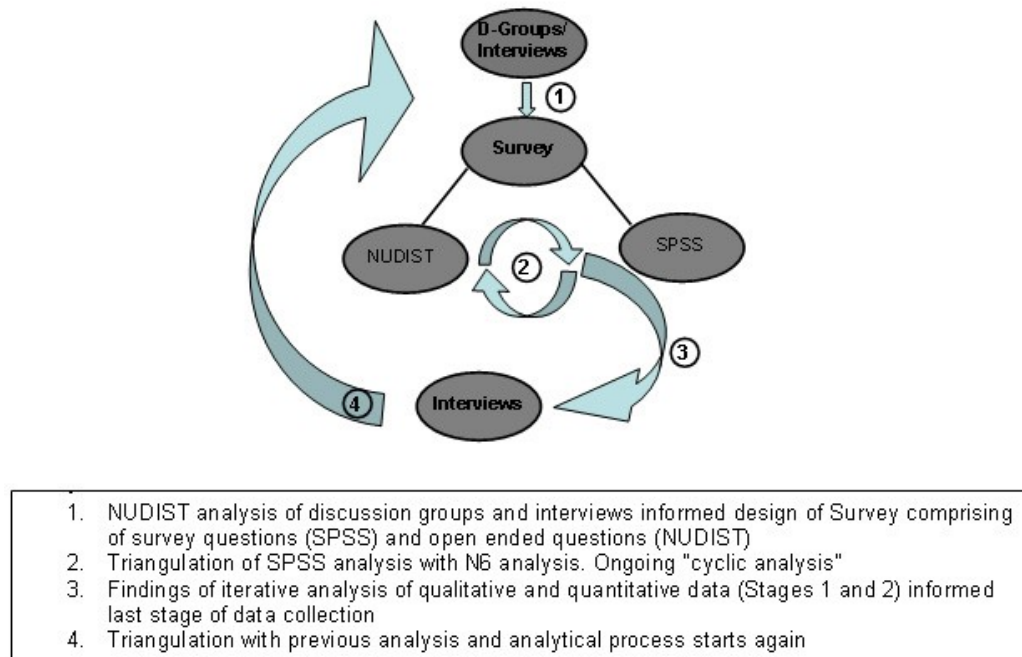 D-Groups/
Interviews
1
Survey
NUDIST
SPSS
2
3
Interviews
4
1. NUDIST analysis of discussion groups and interviews informed design of Survey comprising
of survey questions (SPSS) and open ended questions (NUDIST)
2. Triangulation of SPSS analysis with N6 analysis. Ongoing "cyclic analysis"
3. Findings of iterative analysis of qualitative and quantitative data (Stages 1 and 2) informed
last stage of data collection
4. Triangulation with previous analysis and analytical process starts again